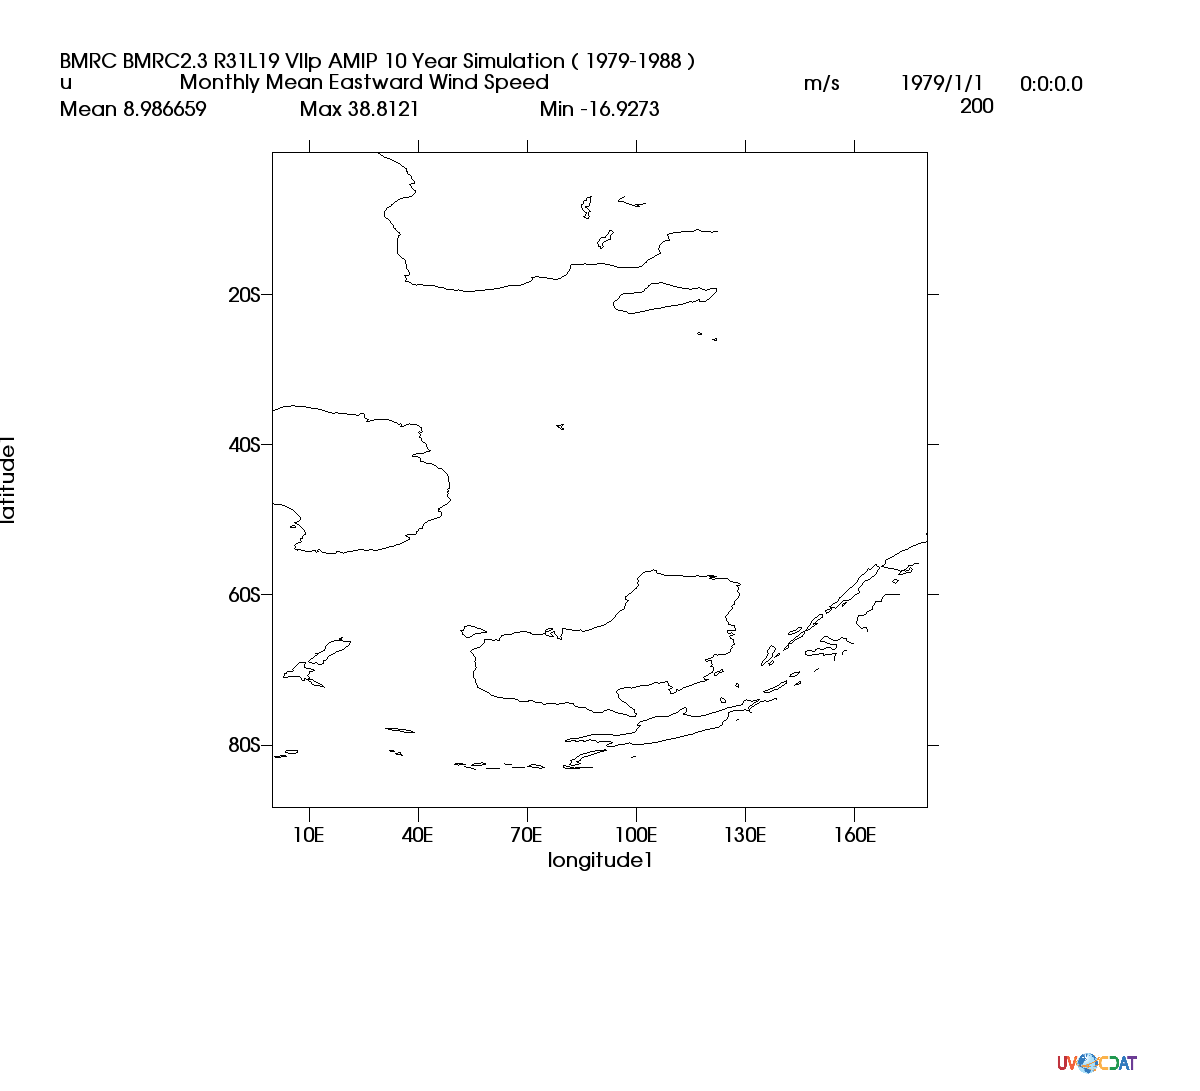 BMRC BMRC2.3 R31L19 VIIp AMIP 10 Year Simulation ( 1979-1988 )
u Monthly Mean Eastward Wind Speed m/s 1979/1/1 0:0:0.0
Mean 8.986659 Max 38.8121 Min -16.9273 200
20S
40S
latitude1
60S
80S
10E 40E 70E 100E 130E 160E
longitude1
UV CDAT